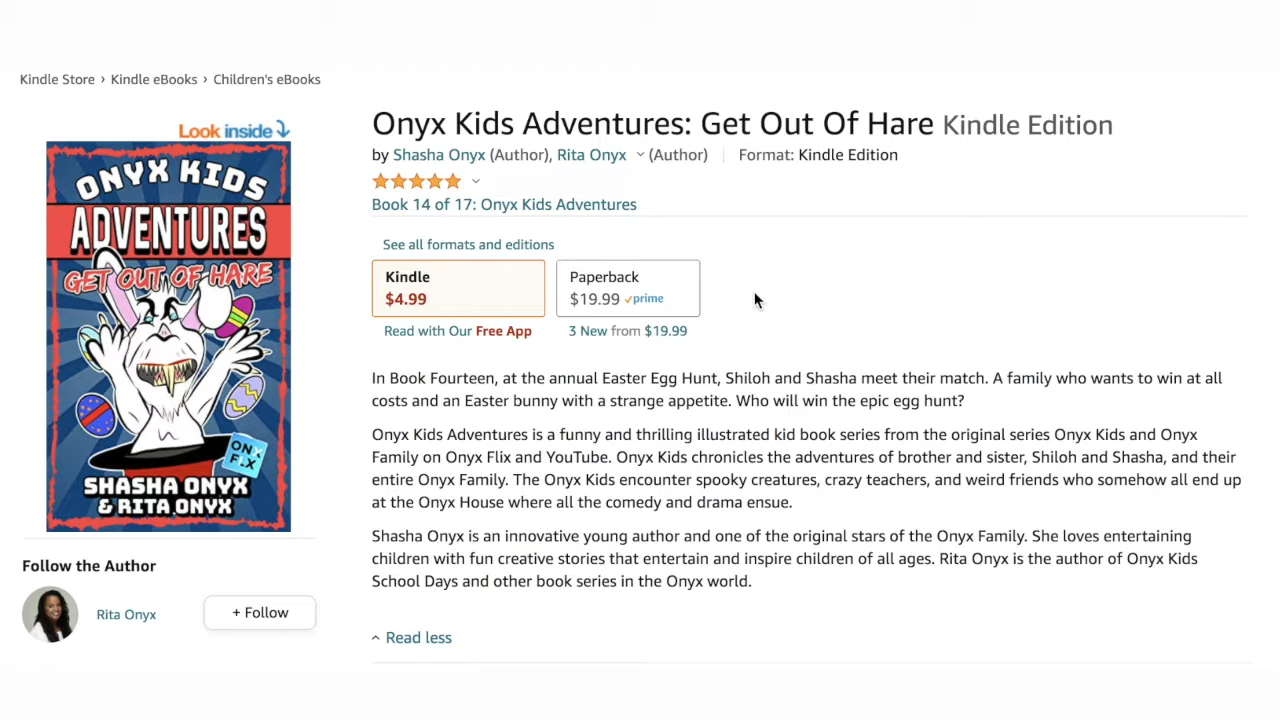 Kindle Store › Kindle eBooks › Children's eBooks
Look inside
ONYX KIDS
ADVENTURES
GET OUT OF HARE
ONYX
FLIX
SHASHA ONYX
& RITA ONYX
Follow the Author
Rita Onyx
+ Follow
Onyx Kids Adventures: Get Out Of Hare Kindle Edition
by Shasha Onyx (Author), Rita Onyx (Author) Format: Kindle Edition
Book 14 of 17: Onyx Kids Adventures
See all formats and editions
Kindle
$4.99
Read with Our Free App
Paperback
$19.99 prime
3 New from $19.99
In Book Fourteen, at the annual Easter Egg Hunt, Shiloh and Shasha meet their match. A family who wants to win at all
costs and an Easter bunny with a strange appetite. Who will win the epic egg hunt?
Onyx Kids Adventures is a funny and thrilling illustrated kid book series from the original series Onyx Kids and Onyx
Family on Onyx Flix and YouTube. Onyx Kids chronicles the adventures of brother and sister, Shiloh and Shasha, and their
entire Onyx Family. The Onyx Kids encounter spooky creatures, crazy teachers, and weird friends who somehow all end up
at the Onyx House where all the comedy and drama ensue.
Shasha Onyx is an innovative young author and one of the original stars of the Onyx Family. She loves entertaining
children with fun creative stories that entertain and inspire children of all ages. Rita Onyx is the author of Onyx Kids
School Days and other book series in the Onyx world.
Read less